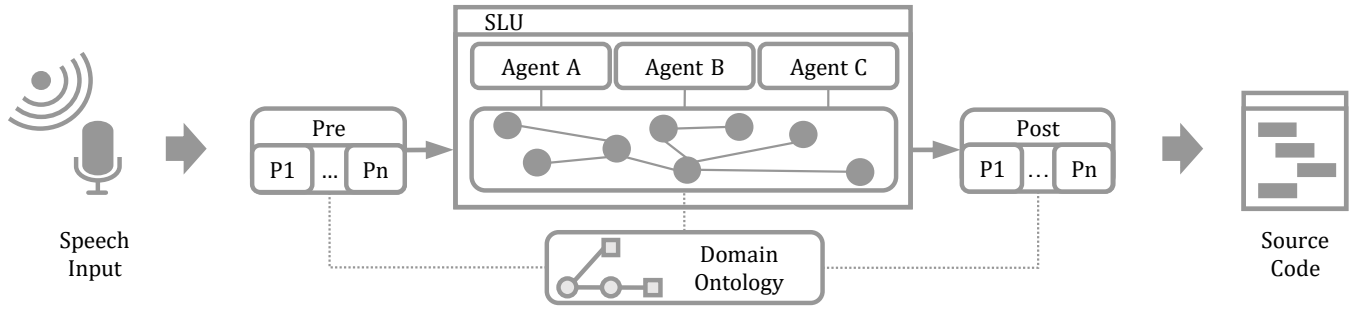 SLU
Agent A
Agent B
Agent C
Pre
P1 ... Pn
Post
P1 ... Pn
Speech
Input
Domain
Ontology
Source
Code